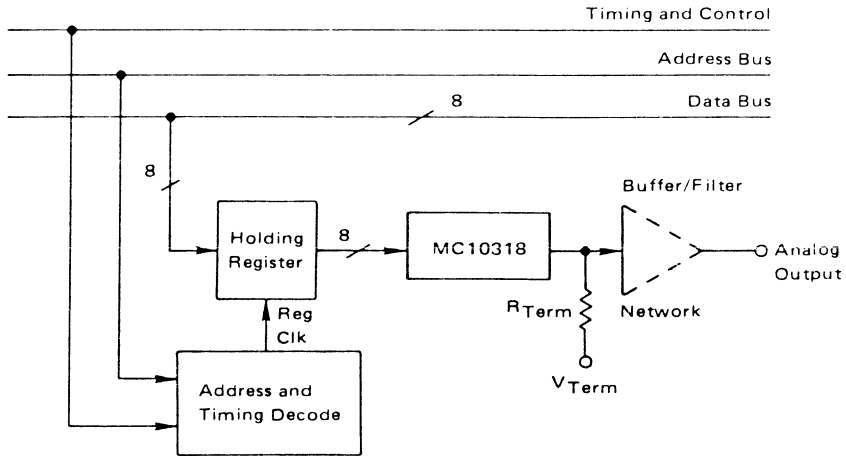 Timing and Control
Address Bus
8
Data Bus
8
Buffer/Filter
Holding
Register
8
MC10318
Analog
Output
RTerm
Network
Reg
Clk
VTerm
Address and
Timing Decode